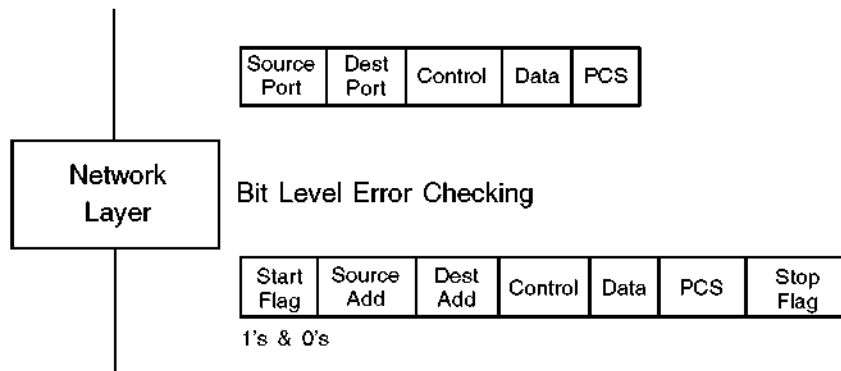 Source Port
Dest Port
Control
Data
PCS
Network
Layer
Bit Level Error Checking
Start Flag
Source Add
Dest Add
Control
Data
PCS
Stop Flag
1's & 0's